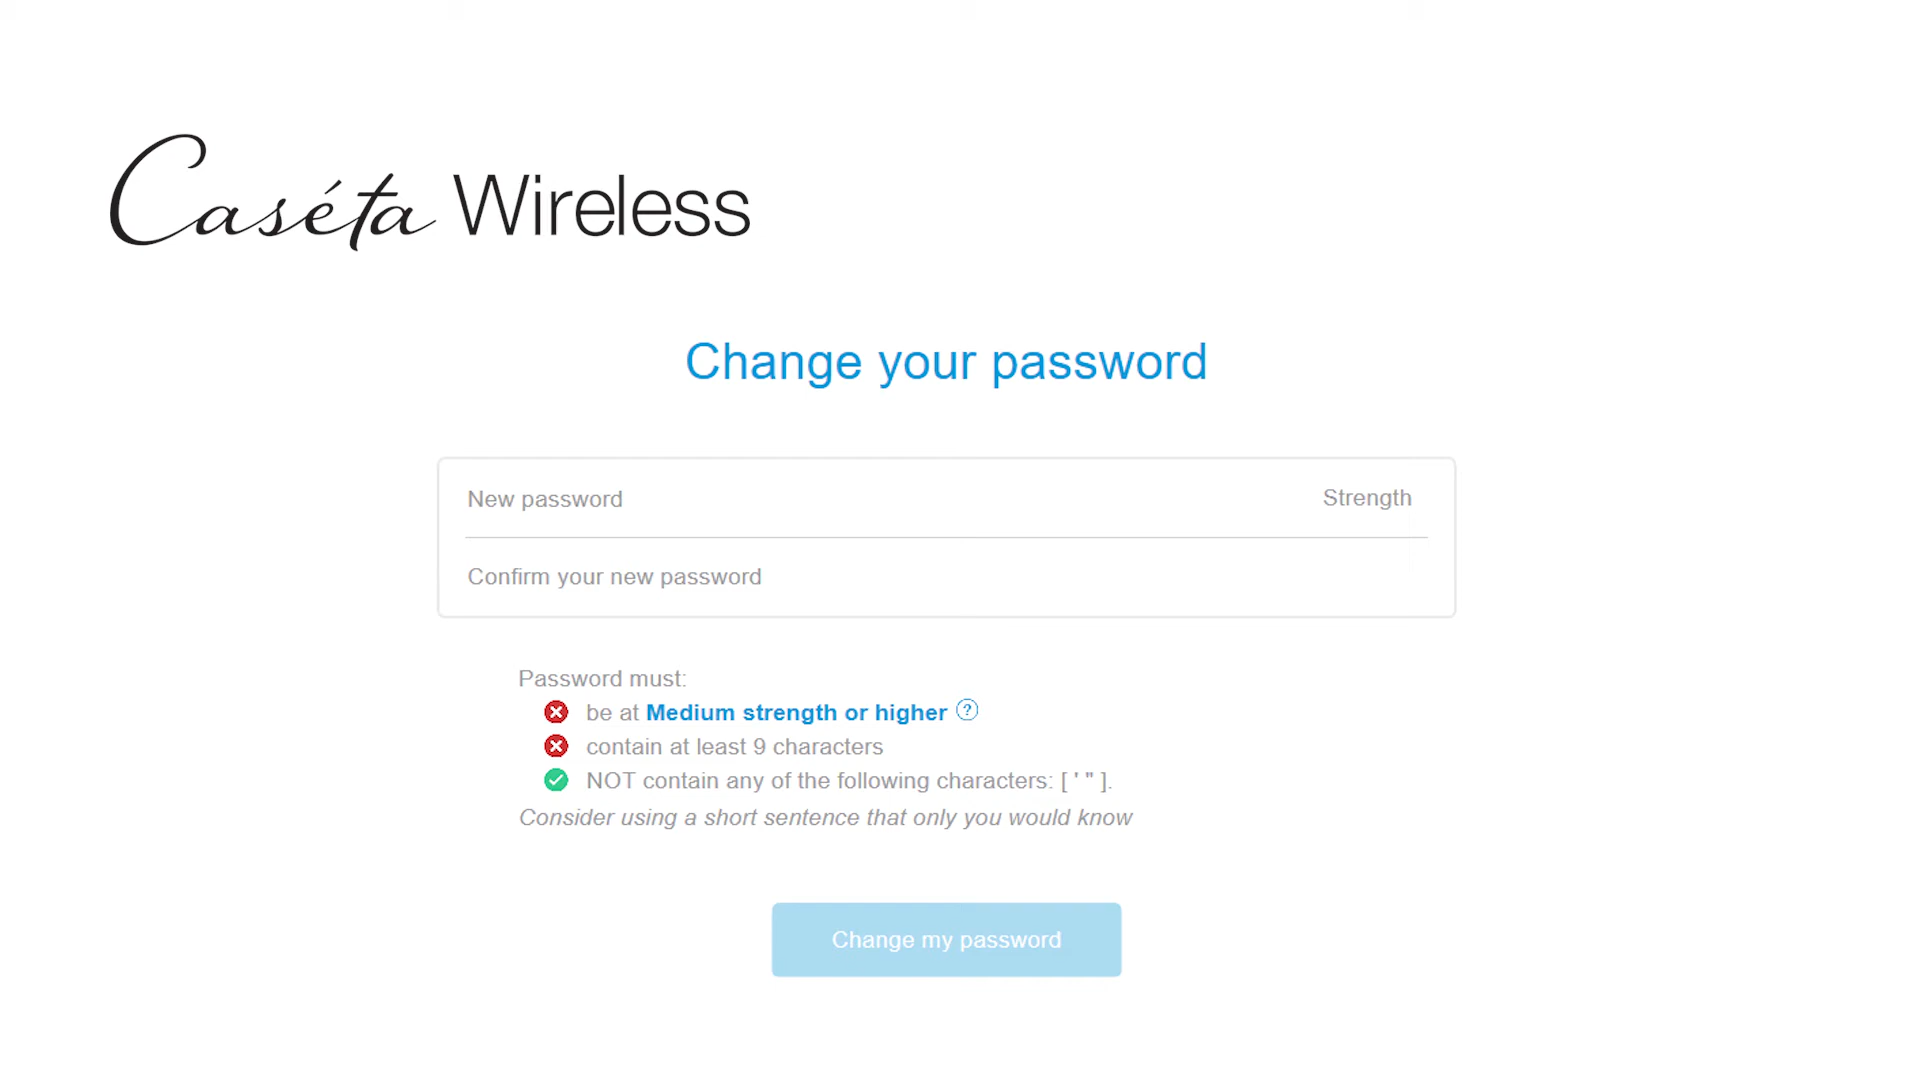 Caséta Wireless
Change your password
New password Strength
Confirm your new password
Password must:
be at Medium strength or higher ?
contain at least 9 characters
NOT contain any of the following characters: [ ' " ].
Consider using a short sentence that only you would know
Change my password